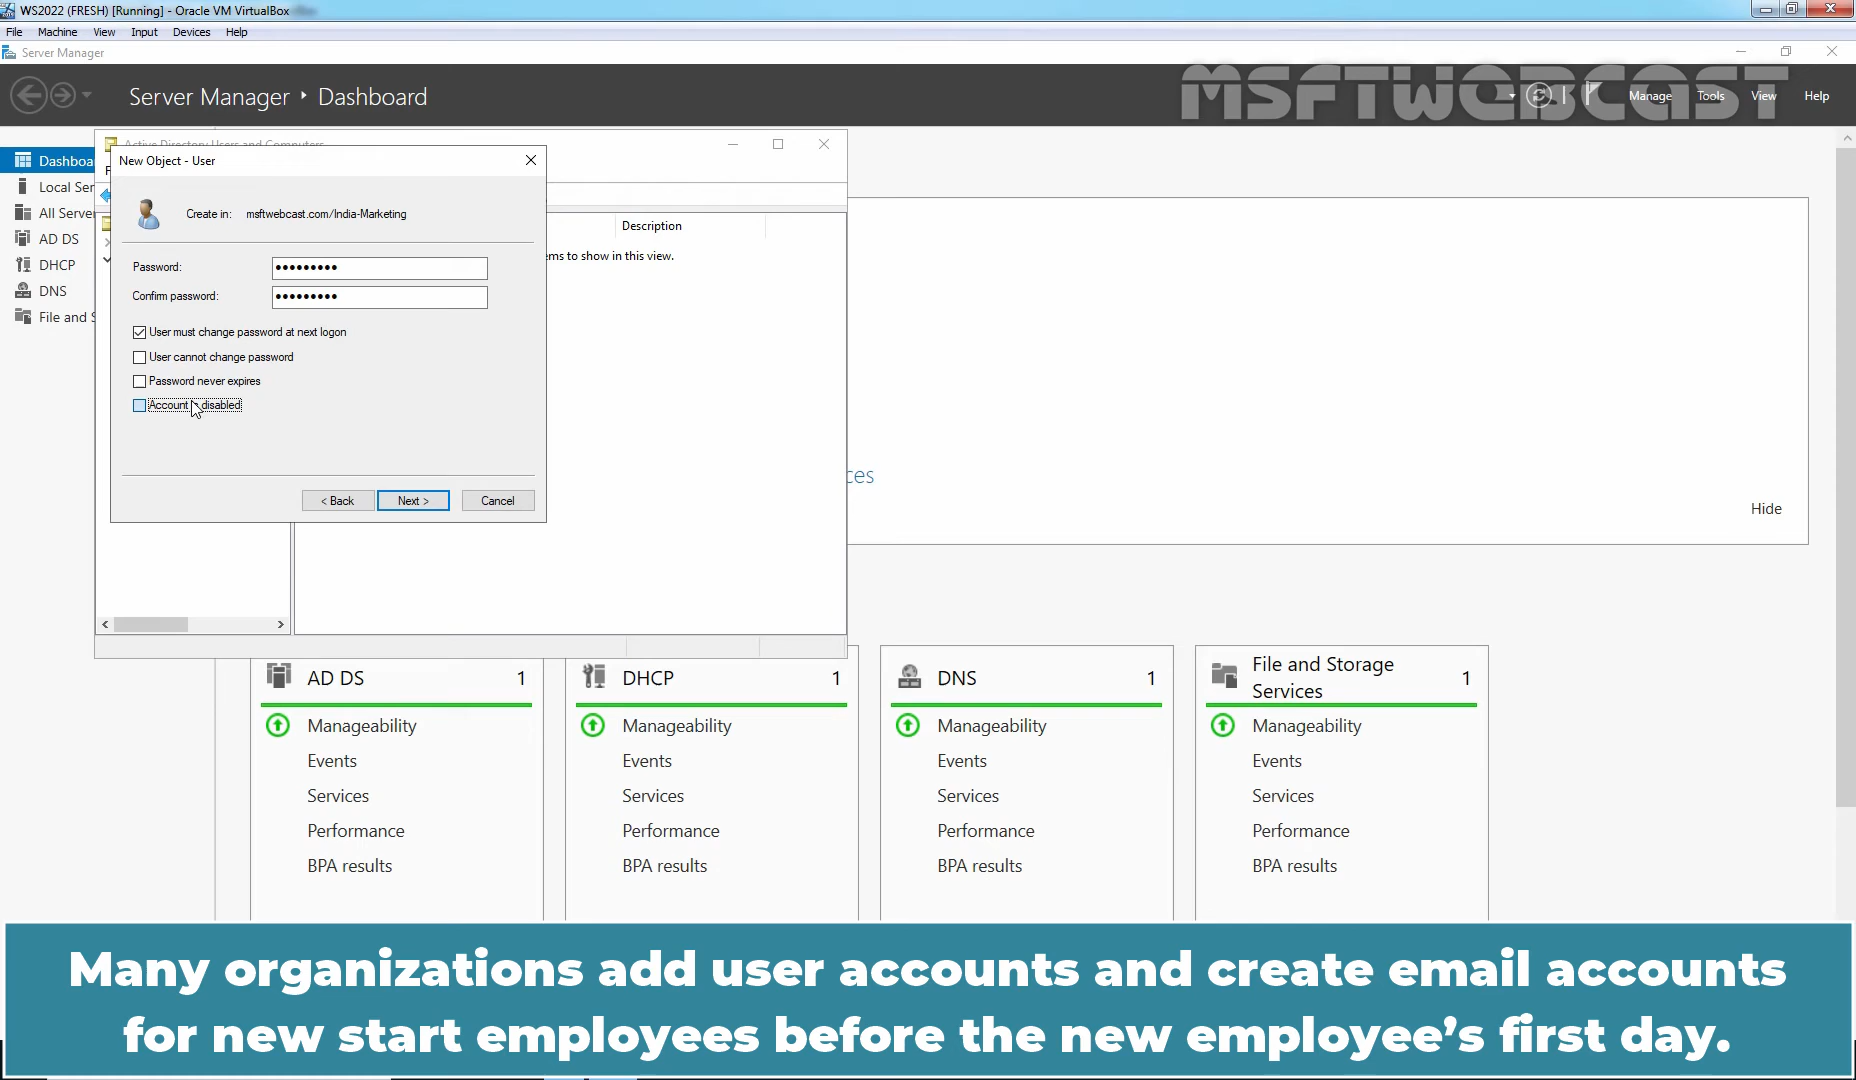 WS2022 (FRESH) [Running] - Oracle VM VirtualBox
File Machine View Input Devices Help
Server Manager
Server Manager Dashboard
MSFTWEBCAST
Manage Tools View Help
Dashboa
Local Ser
All Serve
AD DS
DHCP
DNS
File and S
Active Directory Users and Computers
New Object - User
Create in: msftwebcast.com/India-Marketing
Password: •••••••••
Confirm password: •••••••••
User must change password at next logon
User cannot change password
Password never expires
Account disabled
< Back Next > Cancel
Description
ems to show in this view.
ces
Hide
AD DS 1
Manageability
Events
Services
Performance
BPA results
DHCP 1
Manageability
Events
Services
Performance
BPA results
DNS 1
Manageability
Events
Services
Performance
BPA results
File and Storage
Services 1
Manageability
Events
Services
Performance
BPA results
Many organizations add user accounts and create email accounts
for new start employees before the new employee’s first day.